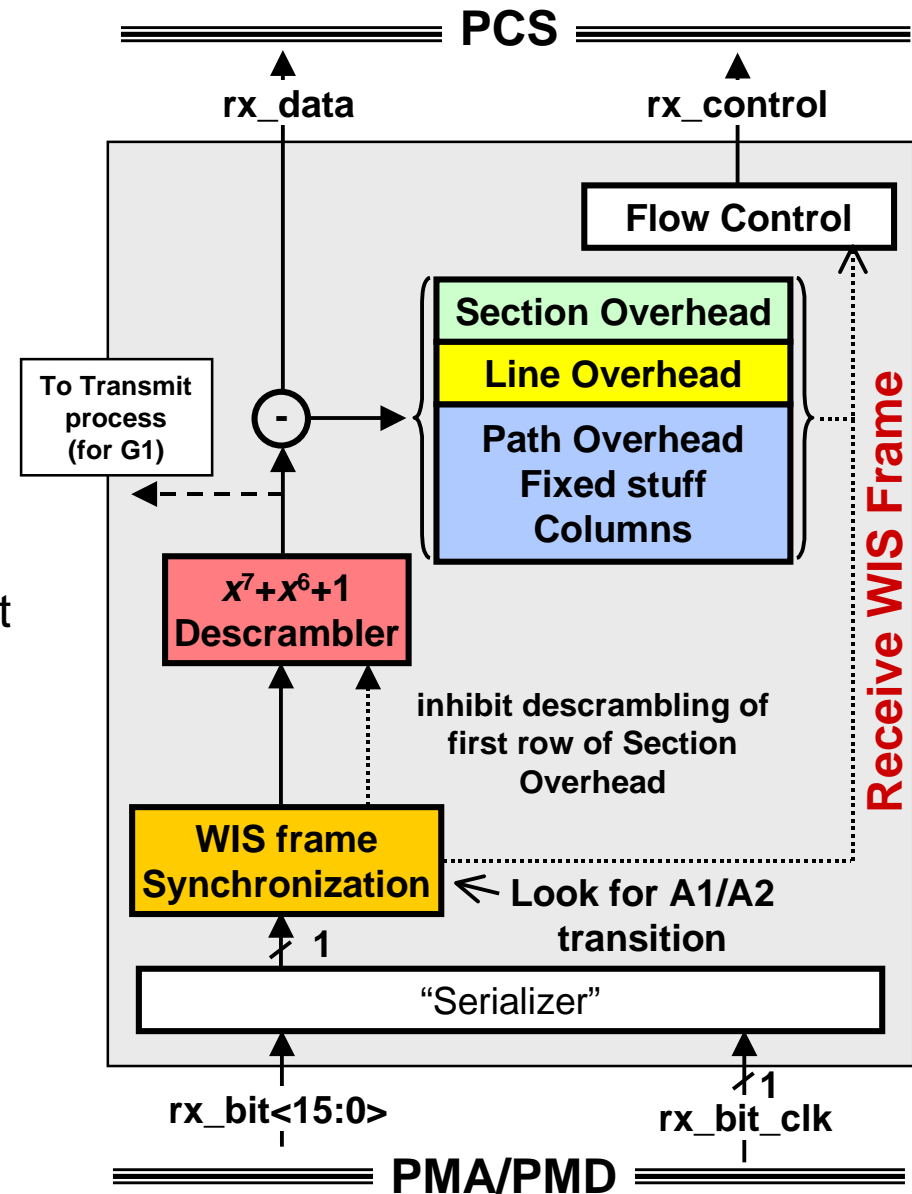 PCS
rx_data
rx_control
Flow Control
Section Overhead
Line Overhead
Path Overhead
Fixed stuff
Columns
To Transmit
process
(for G1)
-
Receive WIS Frame
x⁷+x⁶+1
Descrambler
t
inhibit descrambling of
first row of Section
Overhead
WIS frame
Synchronization
Look for A1/A2
transition
1
“Serializer”
rx_bit<15:0>
1
rx_bit_clk
PMA/PMD